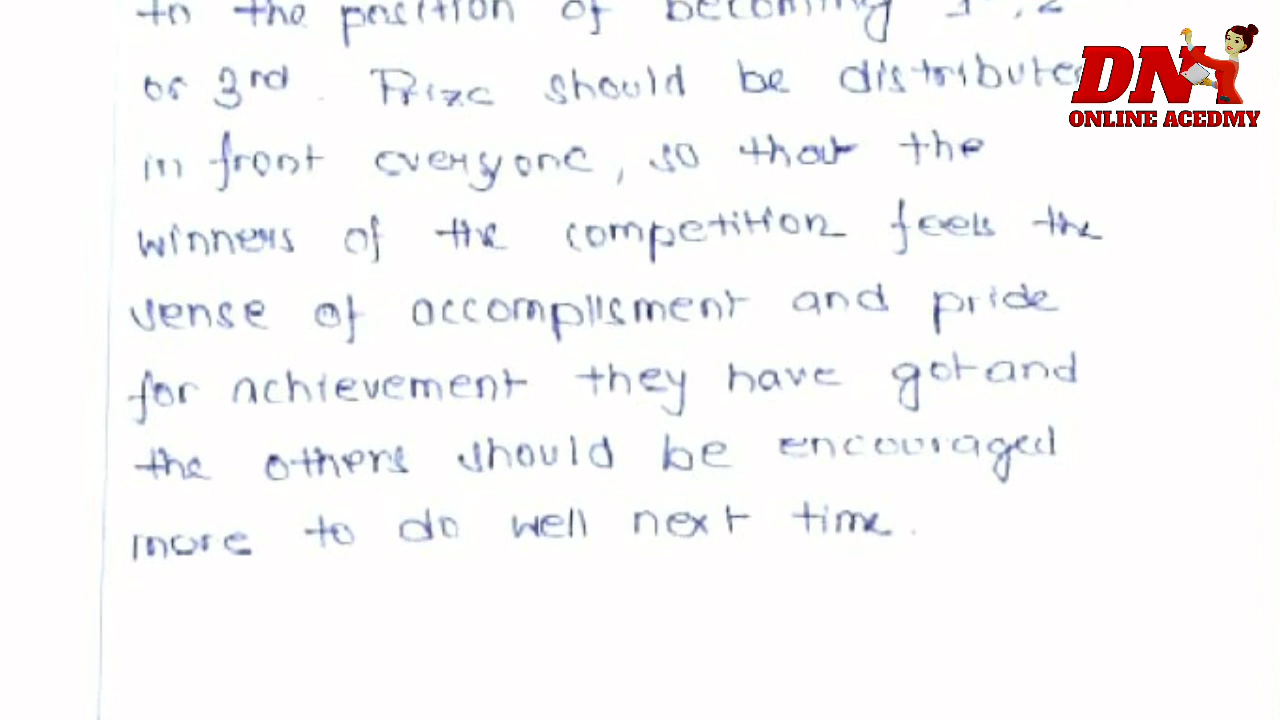 to the position of becoming 1st, 2
or 3rd. Prize should be distributed
in front everyone, so that the
winners of the competition feels the
sense of accomplisment and pride
for achievement they have got and
the others should be encouraged
more to do well next time.
DN
ONLINE ACEDMY